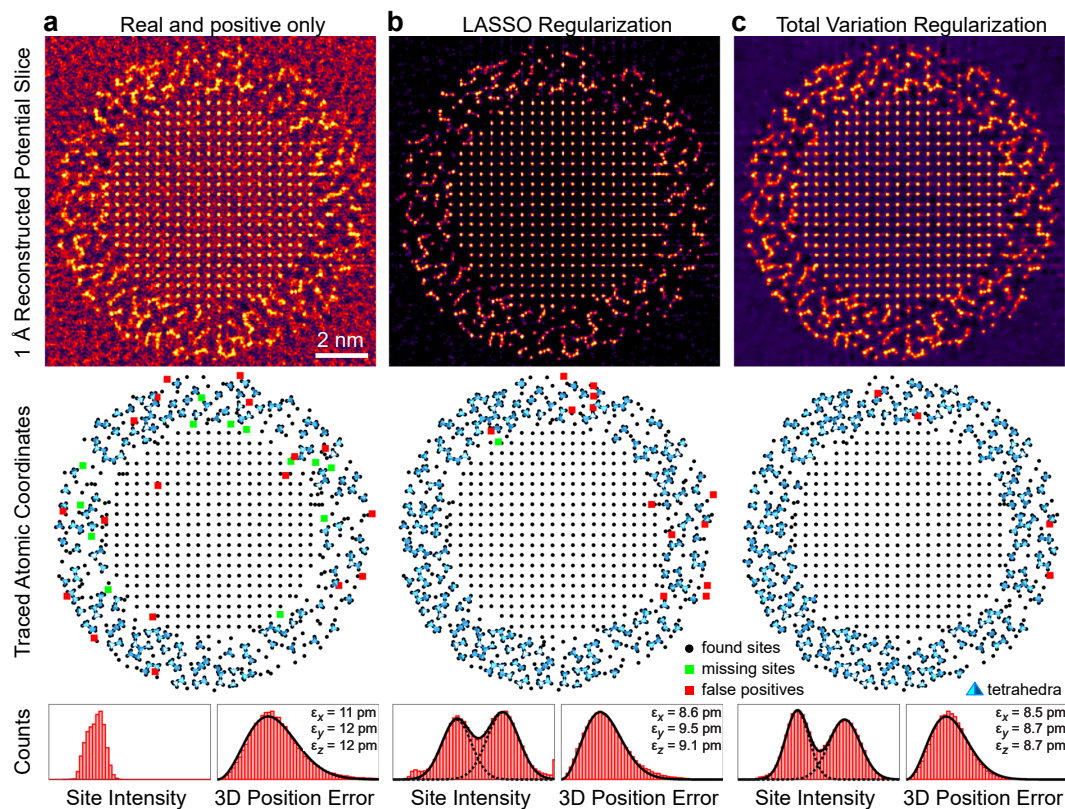 a Real and positive only
b LASSO Regularization
c Total Variation Regularization
1 Å Reconstructed Potential Slice
2 nm
Traced Atomic Coordinates
found sites
missing sites
false positives
tetrahedra
Counts
εx = 11 pm
εy = 12 pm
εz = 12 pm
εx = 8.6 pm
εy = 9.5 pm
εz = 9.1 pm
εx = 8.5 pm
εy = 8.7 pm
εz = 8.7 pm
Site Intensity
3D Position Error
Site Intensity
3D Position Error
Site Intensity
3D Position Error